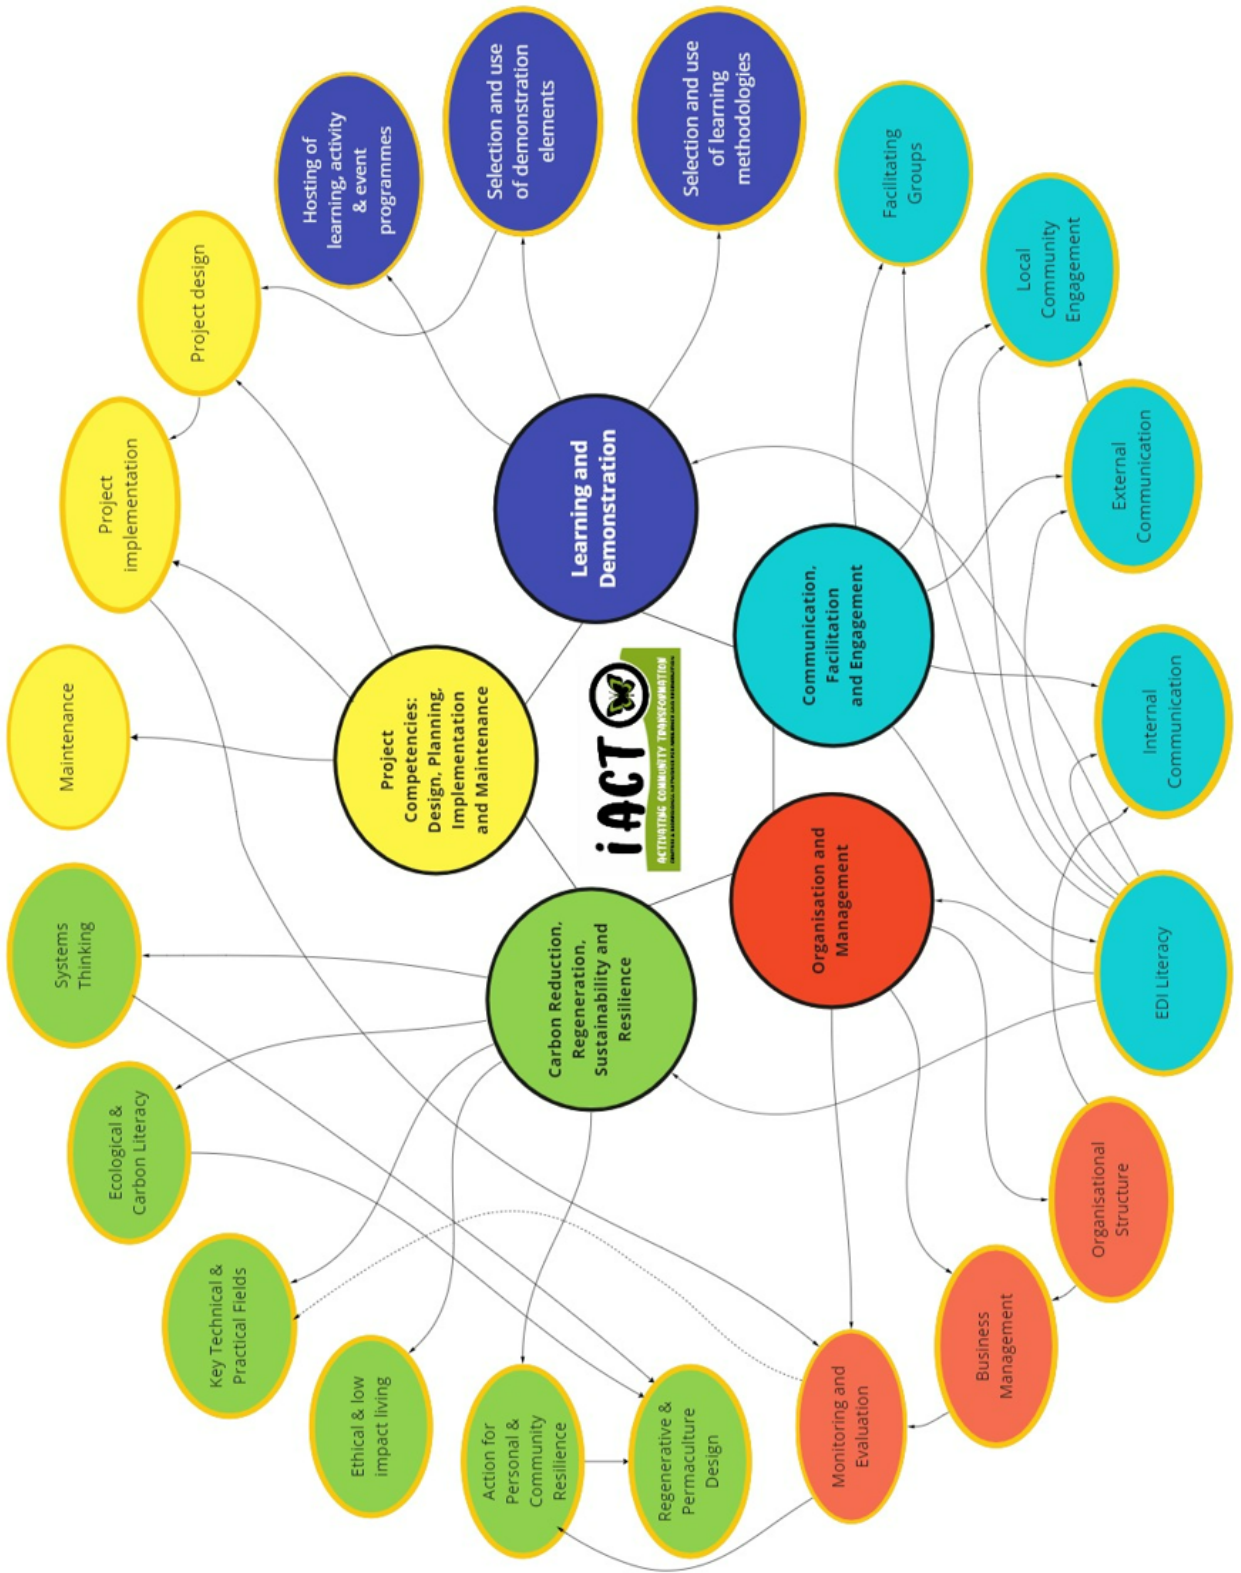 Systems
Thinking
Maintenance
Ecological &
Carbon Literacy
Project
implementation
Key Technical &
Practical Fields
Project design
Ethical & low
impact living
Hosting of
learning, activity
& event
programmes
Action for
Personal &
Community
Resilience
Project
Competencies:
Design, Planning,
Implementation
and Maintenance
Selection and use
of demonstration
elements
Regenerative &
Permaculture
Design
Carbon Reduction,
Regeneration,
Sustainability and
Resilience
Learning and
Demonstration
Selection and use
of learning
methodologies
iACT
ACTIVATING COMMUNITY TRANSFORMATION
Monitoring and
Evaluation
Organisation and
Management
Communication,
Facilitation
and Engagement
Facilitating
Groups
Business
Management
Local
Community
Engagement
Organisational
Structure
External
Communication
EDI Literacy
Internal
Communication